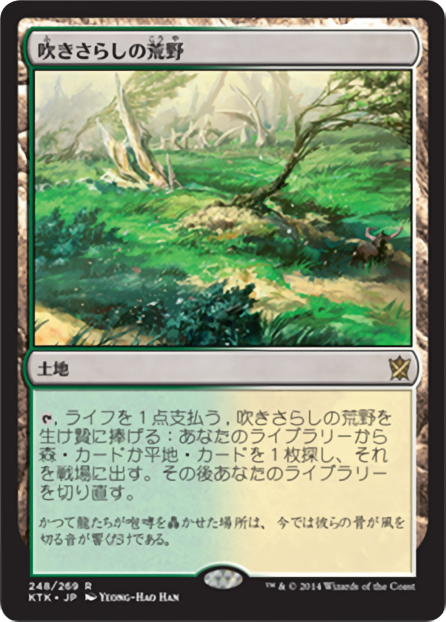 吹きさらしの荒野
土地
, ライフを1点支払う, 吹きさらしの荒野を
生け贄に捧げる：あなたのライブラリーから
森・カードか平地・カードを1枚探し、それ
を戦場に出す。その後あなたのライブラリー
を切り直す。
かつて龍たちが咆哮を轟かせた場所は、今では彼らの骨が風を
切る音が響くだけである。
248/269 R
KTK • JP Yeong-Hao Han
™ & © 2014 Wizards of the Coast